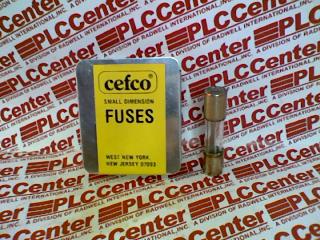 cefco®
SMALL DIMENSION
FUSES
WEST NEW YORK,
NEW JERSEY 07093
PLCCenter
A DIVISION OF RADWELL INTERNATIONAL, INC.